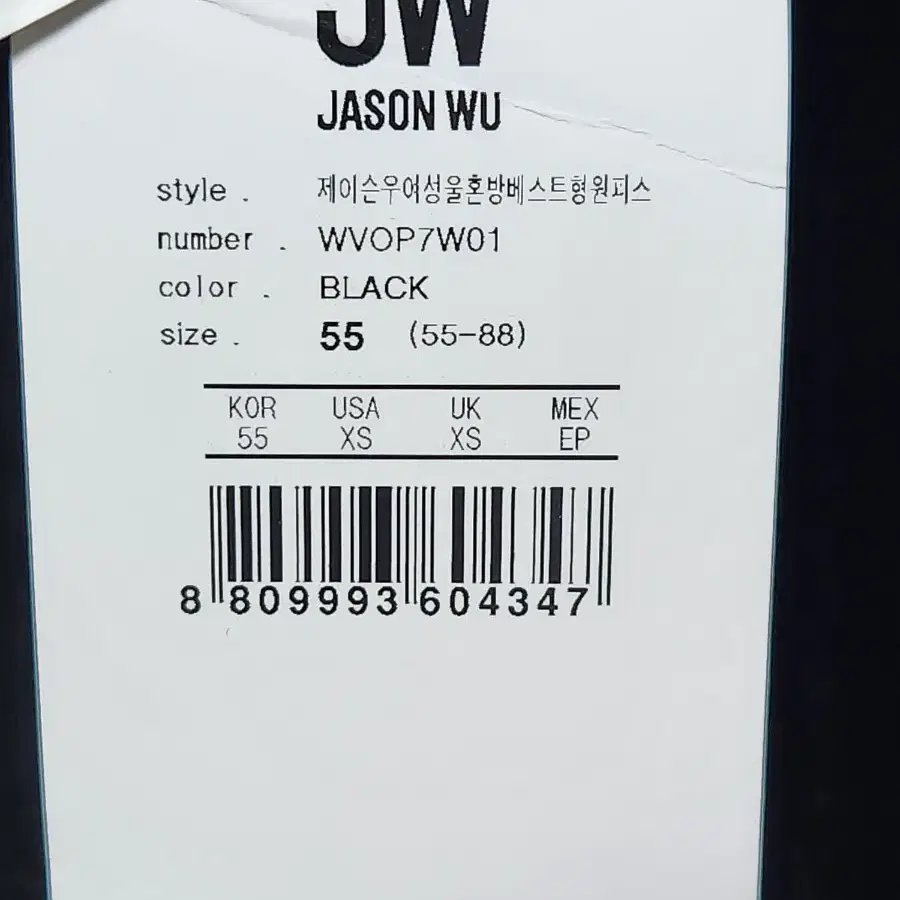 JW
JASON WU
style . 제이슨우여성울혼방베스트형원피스
number . WVOP7W01
color . BLACK
size . 55 (55-88)
KOR USA UK MEX
55 XS XS EP
8 809993 604347